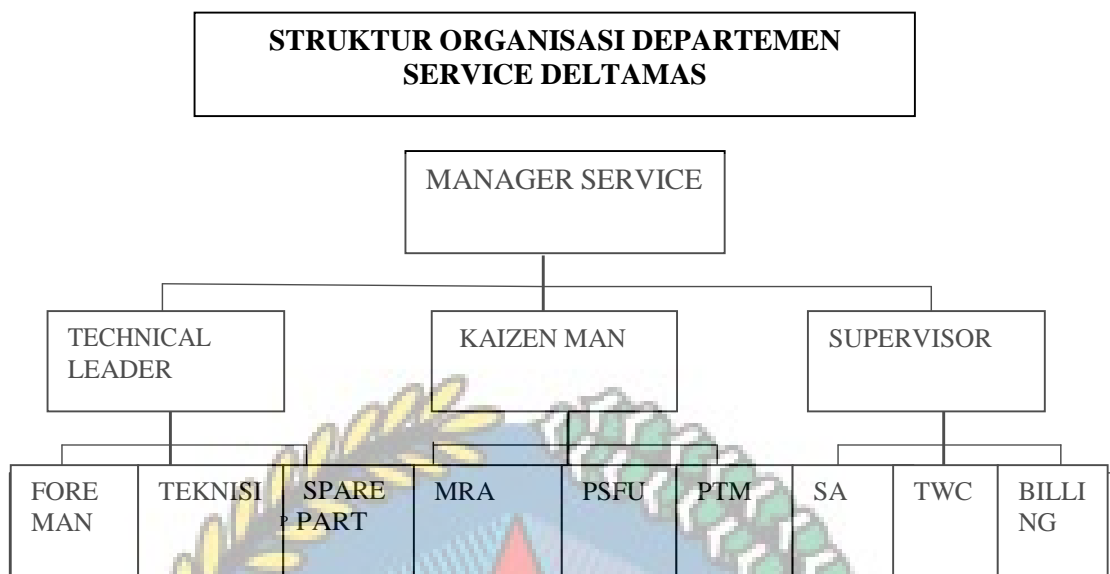 STRUKTUR ORGANISASI DEPARTEMEN
SERVICE DELTAMAS
MANAGER SERVICE
TECHNICAL
LEADER
KAIZEN MAN
SUPERVISOR
FORE
MAN
TEKNISI
SPARE
P PART
MRA
PSFU
PTM
SA
TWC
BILLI
NG